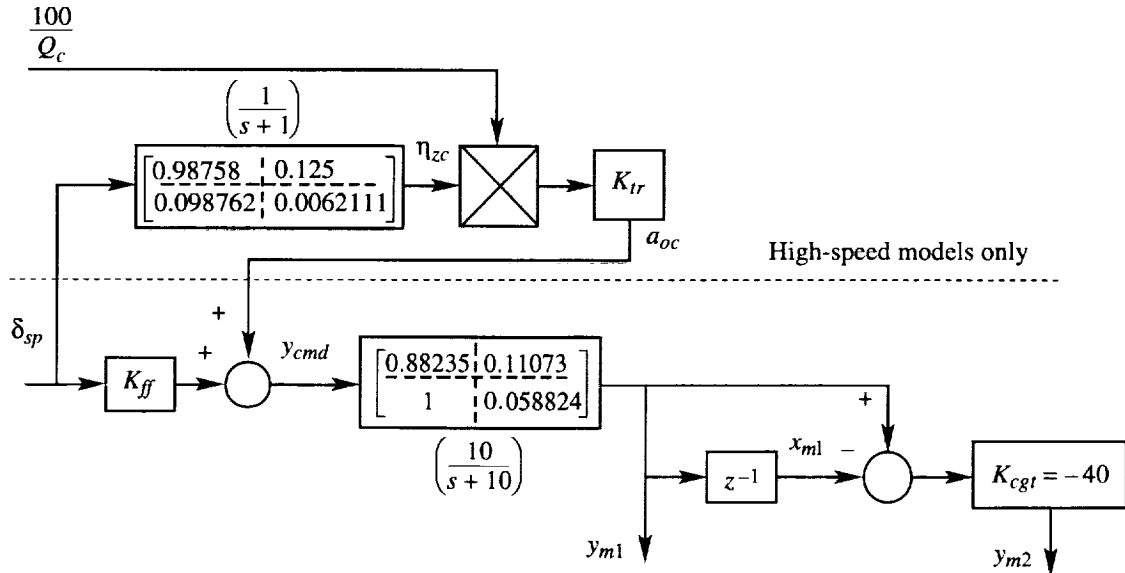 100
Q_c
(1 / (s + 1))
[0.98758 0.125
0.098762 0.0062111]
η_zc
K_tr
a_oc
High-speed models only
δ_sp
K_ff
+
+
y_cmd
[0.88235 0.11073
1 0.058824]
(10 / (s + 10))
+
z⁻¹
x_m1
−
K_cgt = −40
y_m1
y_m2